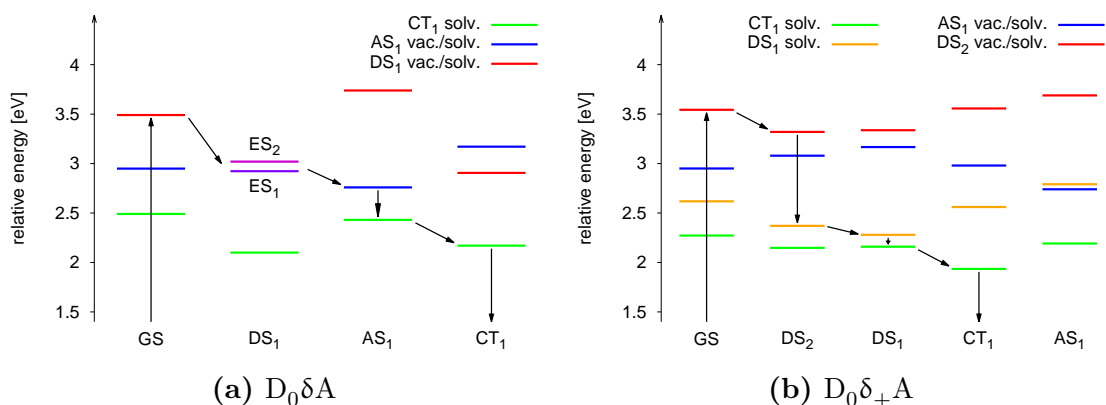 CT₁ solv.
AS₁ vac./solv.
DS₁ vac./solv.
relative energy [eV]
4
3.5
3
2.5
2
1.5
ES₂
ES₁
GS
DS₁
AS₁
CT₁
(a) D₀δA
CT₁ solv.
DS₁ solv.
AS₁ vac./solv.
DS₂ vac./solv.
relative energy [eV]
4
3.5
3
2.5
2
1.5
GS
DS₂
DS₁
CT₁
AS₁
(b) D₀δ₊A